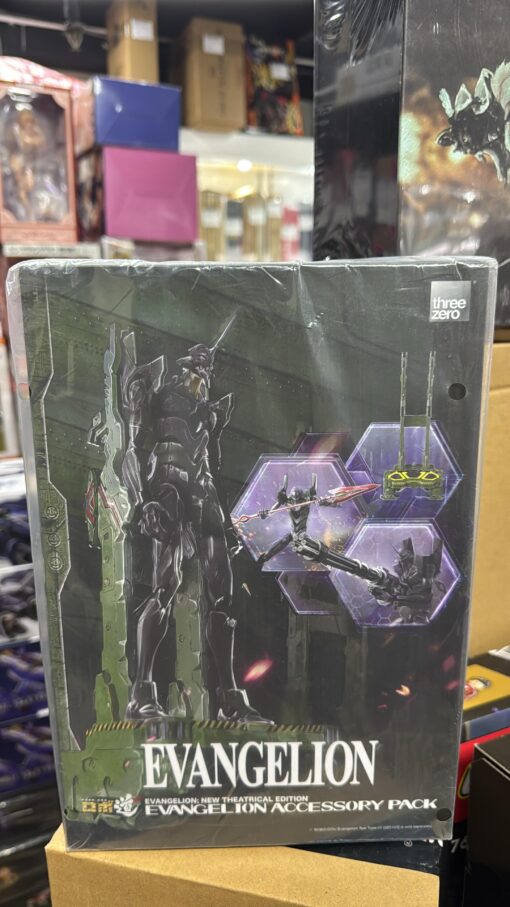 three
zero
EVANGELION
EVANGELION: NEW THEATRICAL EDITION
EVANGELION ACCESSORY PACK